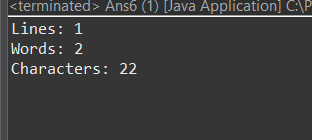 <terminated> Ans6 (1) [Java Application] C:\P
Lines: 1
Words: 2
Characters: 22